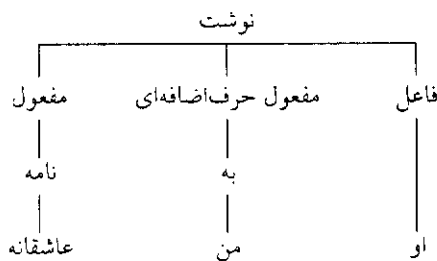 نوشت
فاعل مفعول حرف‌اضافه‌ای مفعول
به نامه
او من عاشقانه